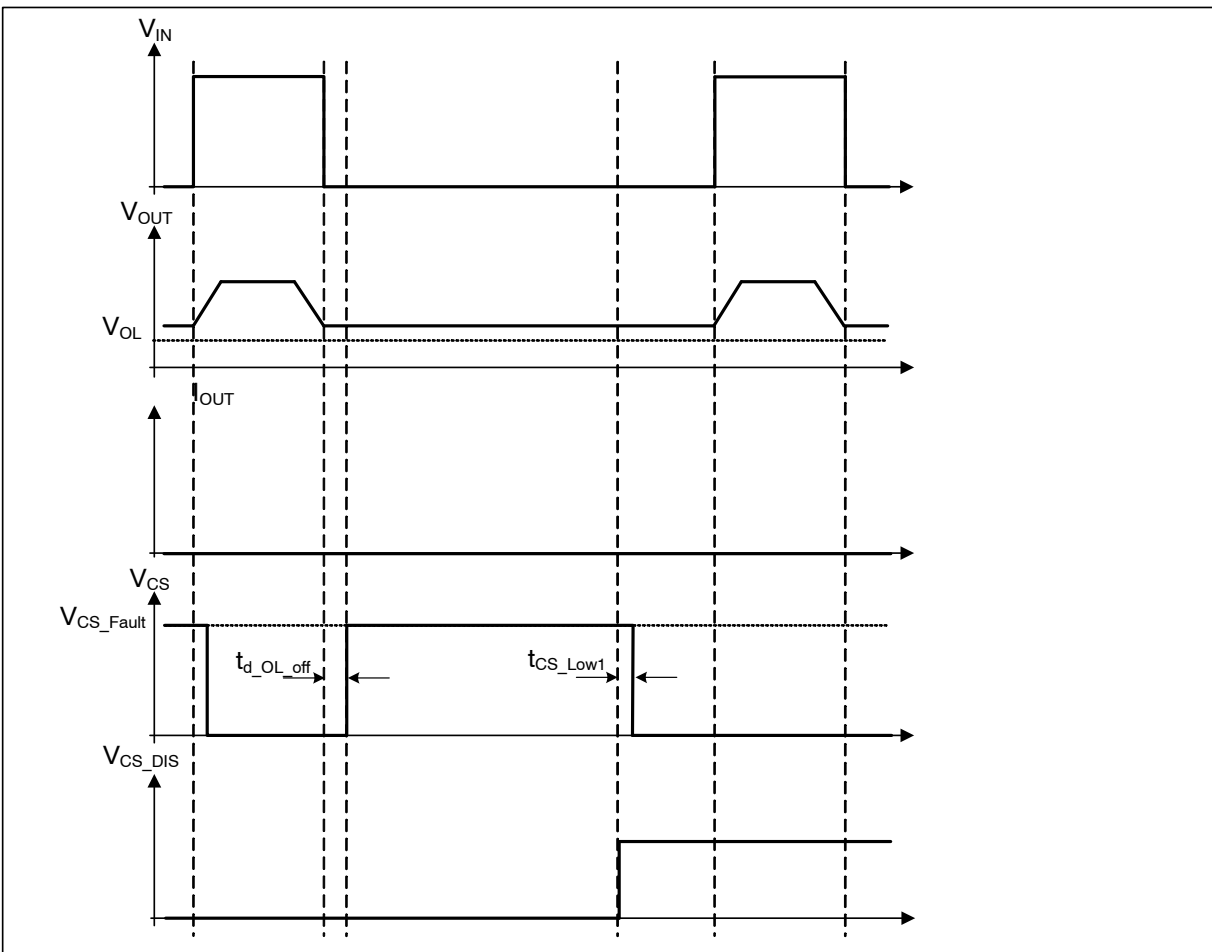 V_IN
V_OUT
V_OL
I_OUT
V_CS
V_CS_Fault
t_d_OL_off
t_CS_Low1
V_CS_DIS